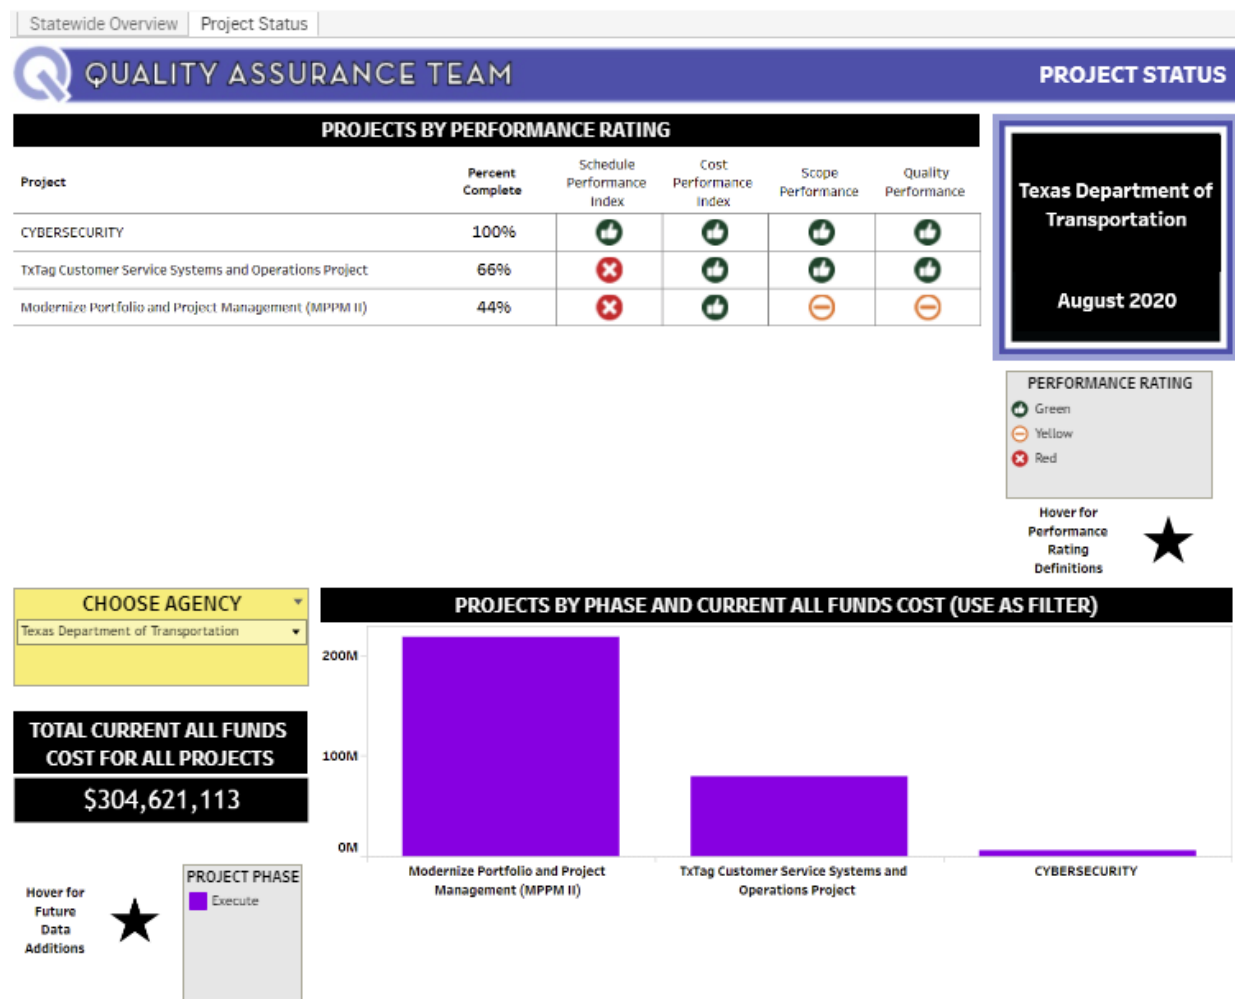 Statewide Overview
Project Status
QUALITY ASSURANCE TEAM
PROJECT STATUS
PROJECTS BY PERFORMANCE RATING
Project
Percent
Complete
Schedule
Performance
Index
Cost
Performance
Index
Scope
Performance
Quality
Performance
CYBERSECURITY
100%
TxTag Customer Service Systems and Operations Project
66%
Modernize Portfolio and Project Management (MPPM II)
44%
Texas Department of
Transportation
August 2020
PERFORMANCE RATING
Green
Yellow
Red
Hover for
Performance
Rating
Definitions
CHOOSE AGENCY
Texas Department of Transportation
TOTAL CURRENT ALL FUNDS
COST FOR ALL PROJECTS
$304,621,113
Hover for
Future
Data
Additions
PROJECT PHASE
Execute
PROJECTS BY PHASE AND CURRENT ALL FUNDS COST (USE AS FILTER)
200M
100M
0M
Modernize Portfolio and Project
Management (MPPM II)
TxTag Customer Service Systems and
Operations Project
CYBERSECURITY